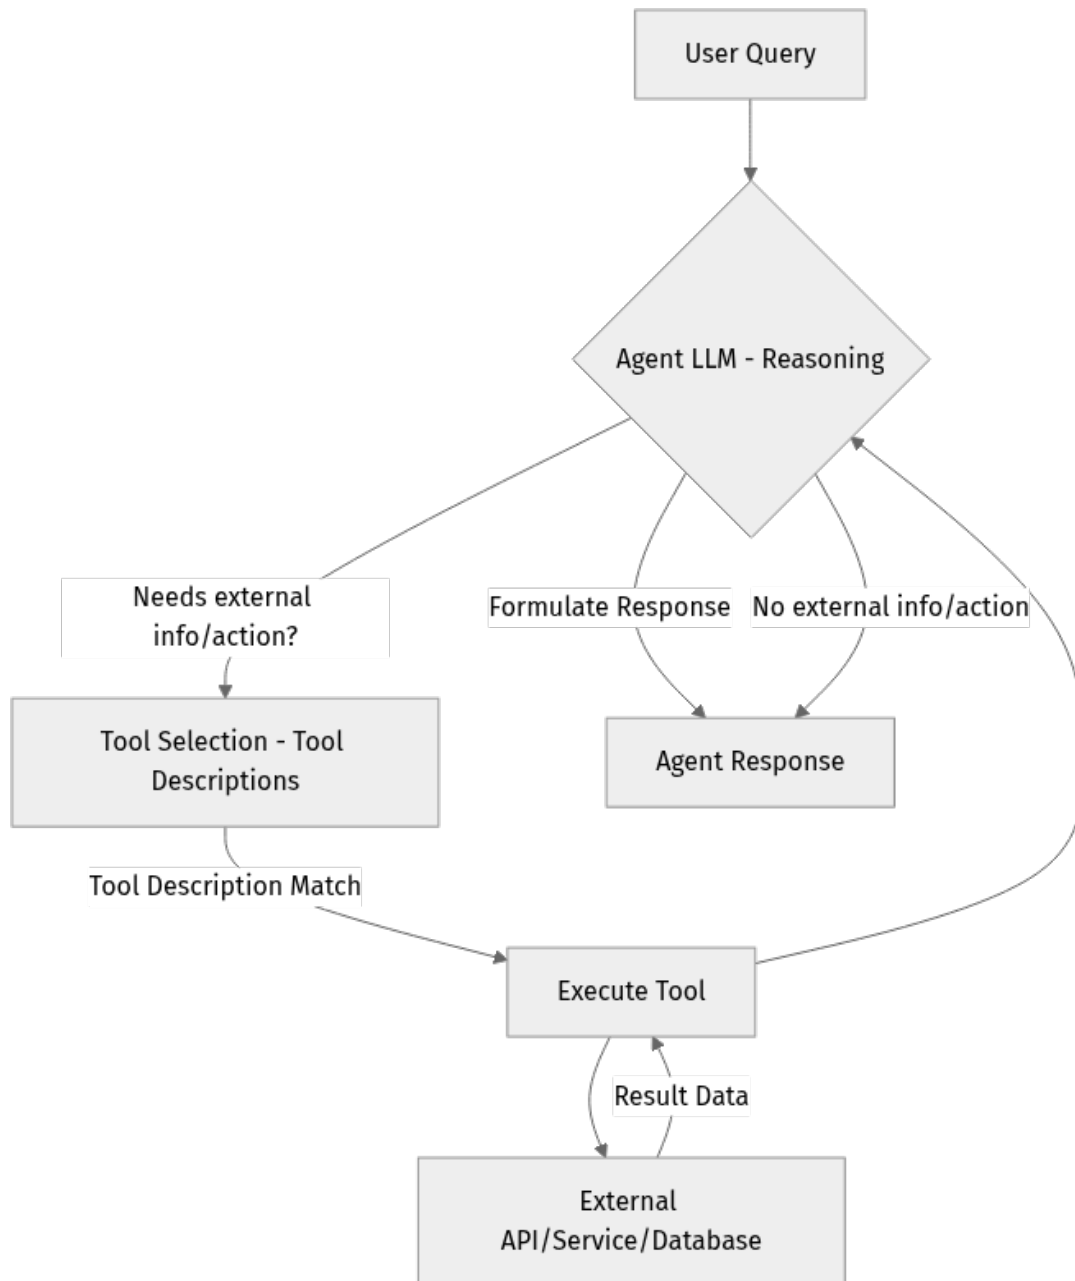 User Query
Agent LLM - Reasoning
Needs external
info/action?
Formulate Response
No external info/action
Tool Selection - Tool
Descriptions
Agent Response
Tool Description Match
Execute Tool
Result Data
External
API/Service/Database